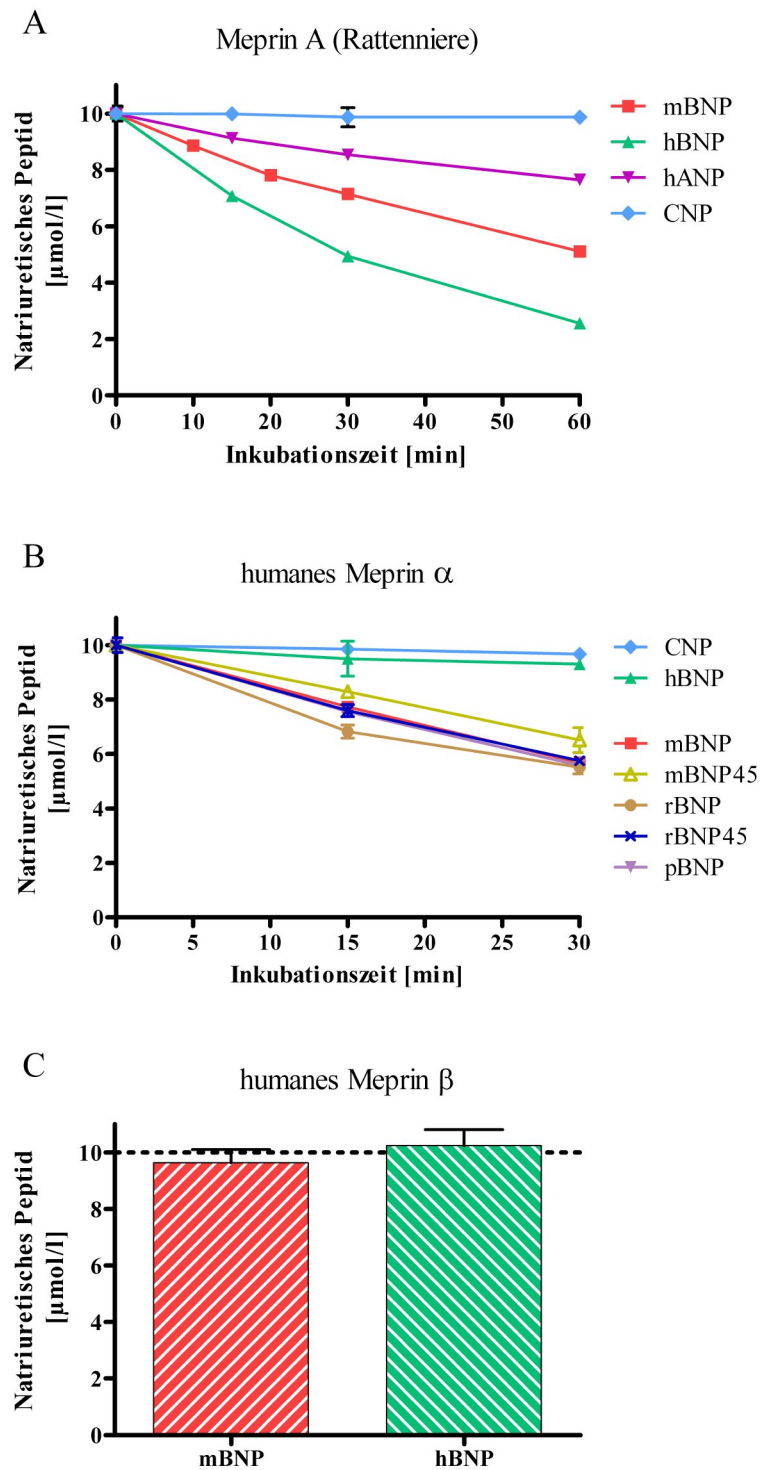 A
Meprin A (Rattenniere)
Natriuretisches Peptid
[µmol/l]
10
8
6
4
2
0
0 10 20 30 40 50 60
Inkubationszeit [min]
mBNP
hBNP
hANP
CNP
B
humanes Meprin α
Natriuretisches Peptid
[µmol/l]
10
8
6
4
2
0
0 5 10 15 20 25 30
Inkubationszeit [min]
CNP
hBNP
mBNP
mBNP45
rBNP
rBNP45
pBNP
C
humanes Meprin β
Natriuretisches Peptid
[µmol/l]
10
8
6
4
2
0
mBNP hBNP